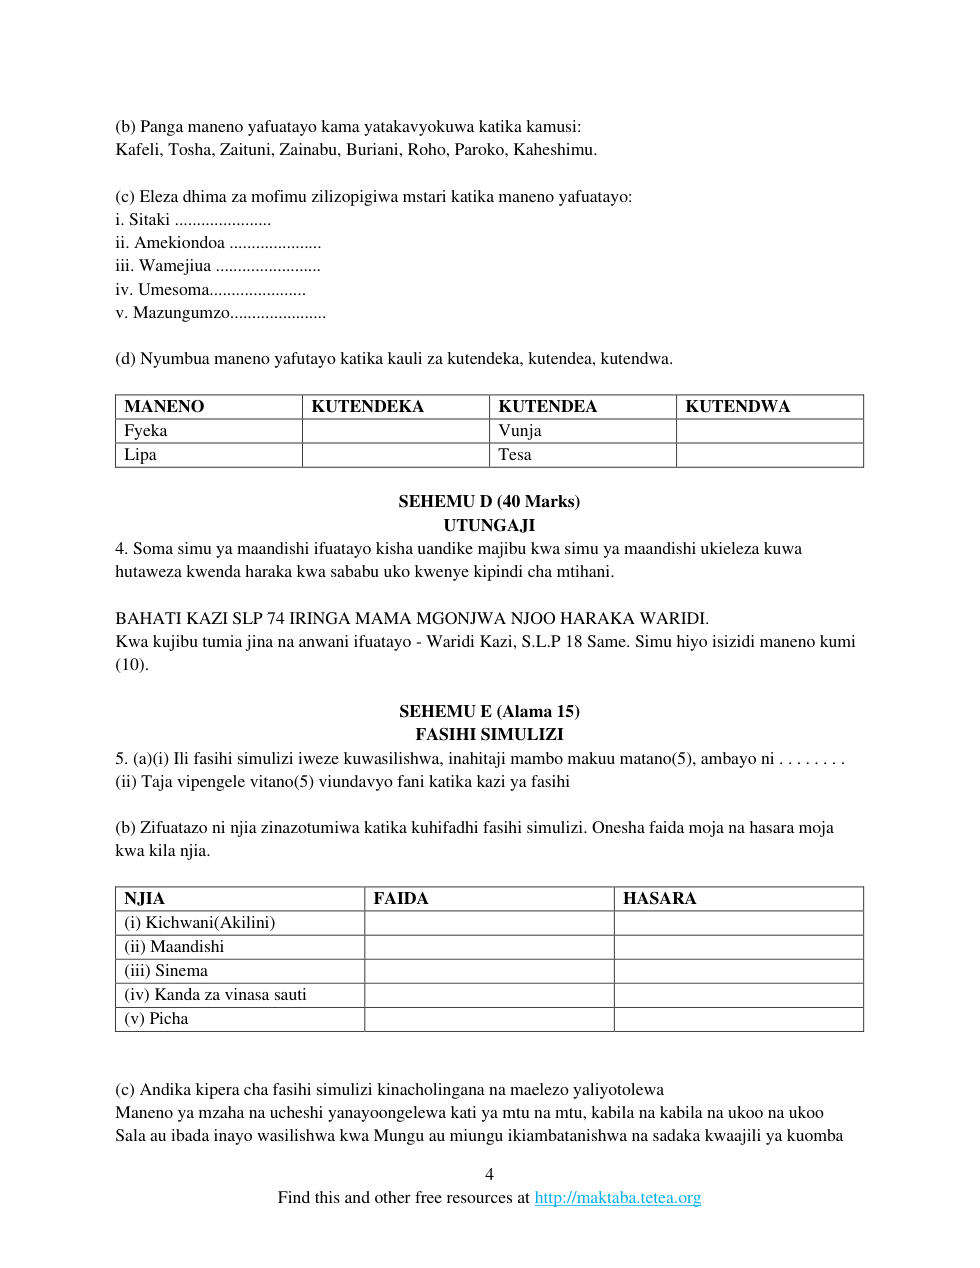 (b) Panga maneno yafuatayo kama yatakavyokuwa katika kamusi:
Kafeli, Tosha, Zaituni, Zainabu, Buriani, Roho, Paroko, Kaheshimu.
(c) Eleza dhima za mofimu zilizopigiwa mstari katika maneno yafuatayo:
i. Sitaki ......................
ii. Amekiondoa .....................
iii. Wamejiua ........................
iv. Umesoma......................
v. Mazungumzo......................
(d) Nyumbua maneno yafutayo katika kauli za kutendeka, kutendea, kutendwa.
MANENO KUTENDEKA KUTENDEA KUTENDWA
Fyeka Vunja
Lipa Tesa
SEHEMU D (40 Marks)
UTUNGAJI
4. Soma simu ya maandishi ifuatayo kisha uandike majibu kwa simu ya maandishi ukieleza kuwa
hutaweza kwenda haraka kwa sababu uko kwenye kipindi cha mtihani.
BAHATI KAZI SLP 74 IRINGA MAMA MGONJWA NJOO HARAKA WARIDI.
Kwa kujibu tumia jina na anwani ifuatayo - Waridi Kazi, S.L.P 18 Same. Simu hiyo isizidi maneno kumi
(10).
SEHEMU E (Alama 15)
FASIHI SIMULIZI
5. (a)(i) Ili fasihi simulizi iweze kuwasilishwa, inahitaji mambo makuu matano(5), ambayo ni . . . . . . . .
(ii) Taja vipengele vitano(5) viundavyo fani katika kazi ya fasihi
(b) Zifuatazo ni njia zinazotumiwa katika kuhifadhi fasihi simulizi. Onesha faida moja na hasara moja
kwa kila njia.
NJIA FAIDA HASARA
(i) Kichwani(Akilini)
(ii) Maandishi
(iii) Sinema
(iv) Kanda za vinasa sauti
(v) Picha
(c) Andika kipera cha fasihi simulizi kinacholingana na maelezo yaliyotolewa
Maneno ya mzaha na ucheshi yanayoongelewa kati ya mtu na mtu, kabila na kabila na ukoo na ukoo
Sala au ibada inayo wasilishwa kwa Mungu au miungu ikiambatanishwa na sadaka kwaajili ya kuomba
4
Find this and other free resources at http://maktaba.tetea.org